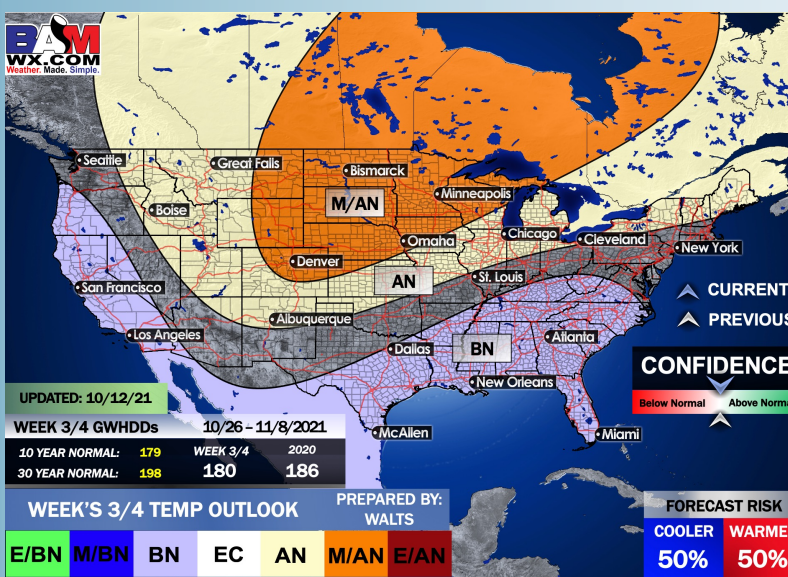 BAM
WX.COM
Weather. Made. Simple.
Seattle
Great Falls
Bismarck
Minneapolis
M/AN
Boise
Omaha
Chicago
Cleveland
New York
Denver
AN
St. Louis
San Francisco
CURRENT
PREVIOUS
Albuquerque
Los Angeles
Dallas
BN
Atlanta
CONFIDENCE
Below Normal
Above Norma
New Orleans
McAllen
Miami
UPDATED: 10/12/21
WEEK 3/4 GWHDDs 10/26 - 11/8/2021
10 YEAR NORMAL: 179 WEEK 3/4 2020
30 YEAR NORMAL: 198 180 186
WEEK'S 3/4 TEMP OUTLOOK
PREPARED BY:
WALTS
E/BN M/BN BN EC AN M/AN E/AN
FORECAST RISK
COOLER WARME
50% 50%